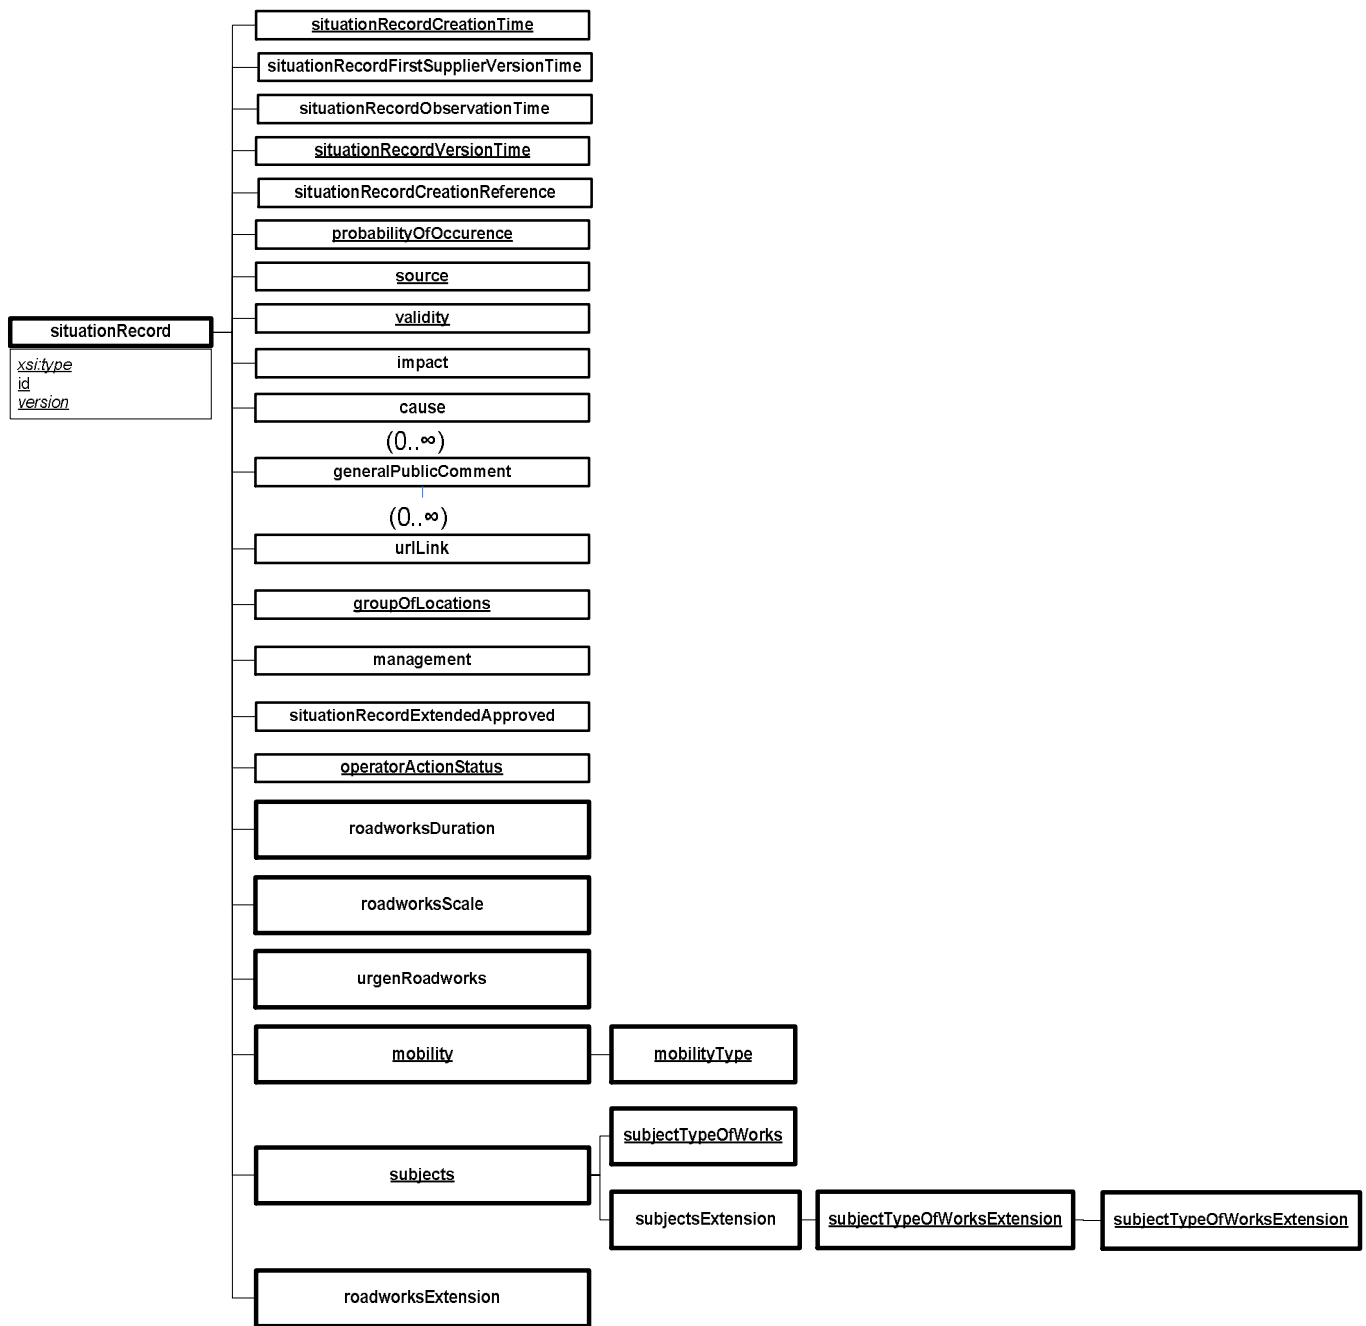 situationRecordCreationTime
situationRecordFirstSupplierVersionTime
situationRecordObservationTime
situationRecordVersionTime
situationRecordCreationReference
probabilityOfOccurence
source
validity
situationRecord
xsi:type
id
version
impact
cause
(0..∞)
generalPublicComment
(0..∞)
urlLink
groupOfLocations
management
situationRecordExtendedApproved
operatorActionStatus
roadworksDuration
roadworksScale
urgenRoadworks
mobility
mobilityType
subjects
subjectTypeOfWorks
subjectsExtension
subjectTypeOfWorksExtension
subjectTypeOfWorksExtension
roadworksExtension